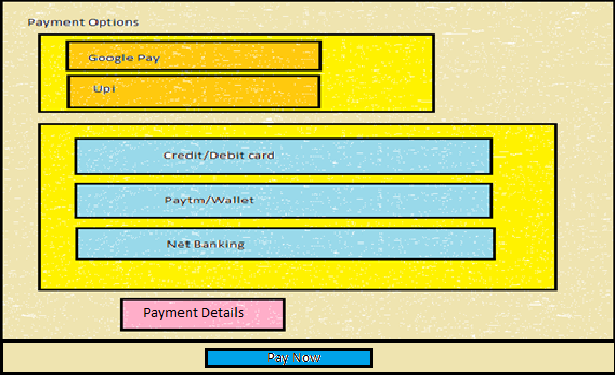 Payment Options
Google Pay
UpI
Credit/Debit card
Paytm/Wallet
Net Banking
Payment Details
Pay Now